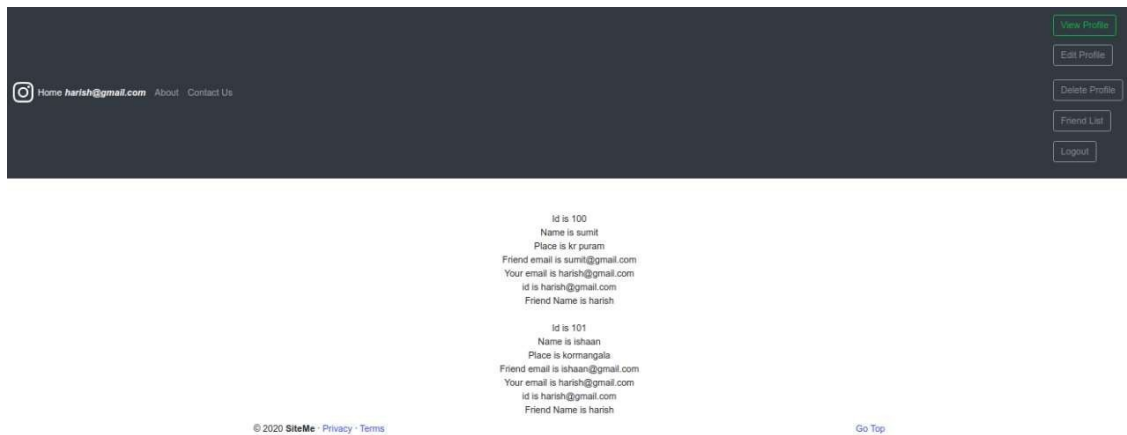 View Profile
Edit Profile
Home harish@gmail.com About Contact Us
Delete Profile
Friend List
Logout
Id is 100
Name is sumit
Place is kr puram
Friend email is sumit@gmail.com
Your email is harish@gmail.com
id is harish@gmail.com
Friend Name is harish
Id is 101
Name is ishaan
Place is kormangala
Friend email is ishaan@gmail.com
Your email is harish@gmail.com
id is harish@gmail.com
Friend Name is harish
© 2020 SiteMe · Privacy · Terms Go Top